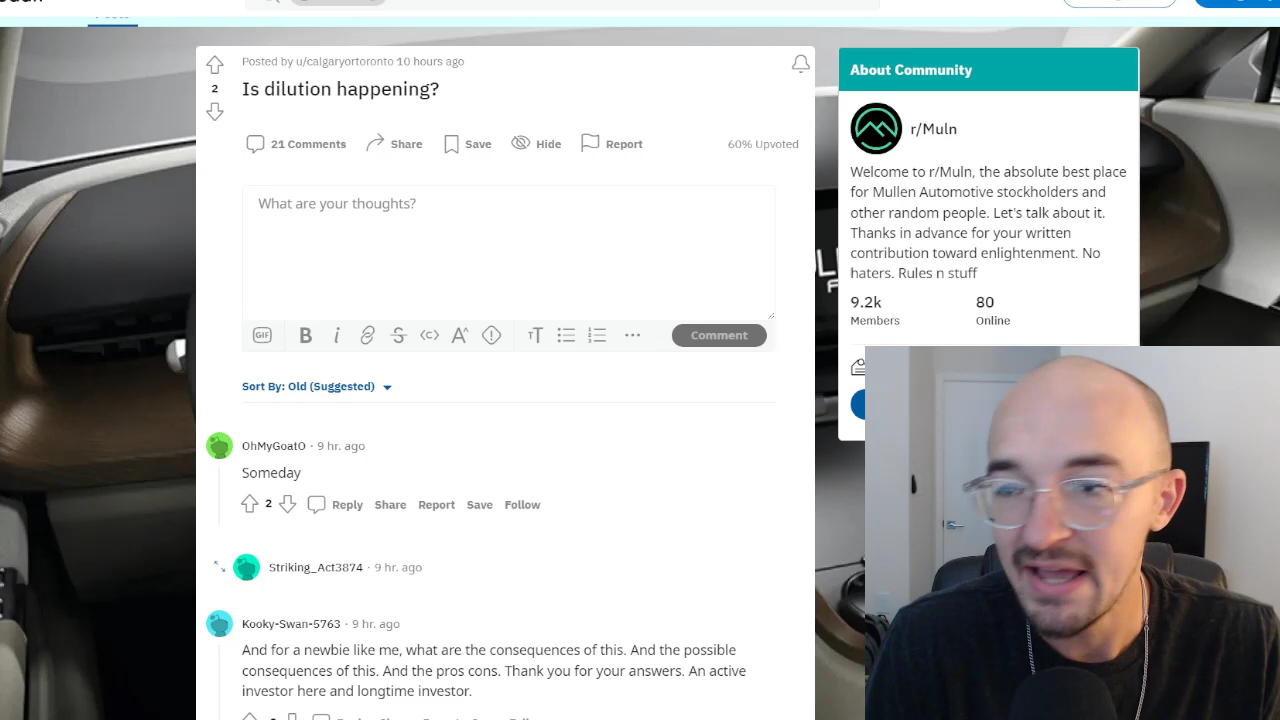 Posts
Posted by u/calgaryortoronto 10 hours ago
2
Is dilution happening?
21 Comments Share Save Hide Report 60% Upvoted
What are your thoughts?
GIF B i S A T Comment
Sort By: Old (Suggested)
OhMyGoatO · 9 hr. ago
Someday
2 Reply Share Report Save Follow
Striking_Act3874 · 9 hr. ago
Kooky-Swan-5763 · 9 hr. ago
And for a newbie like me, what are the consequences of this. And the possible
consequences of this. And the pros cons. Thank you for your answers. An active
investor here and longtime investor.
About Community
r/Muln
Welcome to r/Muln, the absolute best place
for Mullen Automotive stockholders and
other random people. Let's talk about it.
Thanks in advance for your written
contribution toward enlightenment. No
haters. Rules n stuff
9.2k 80
Members Online